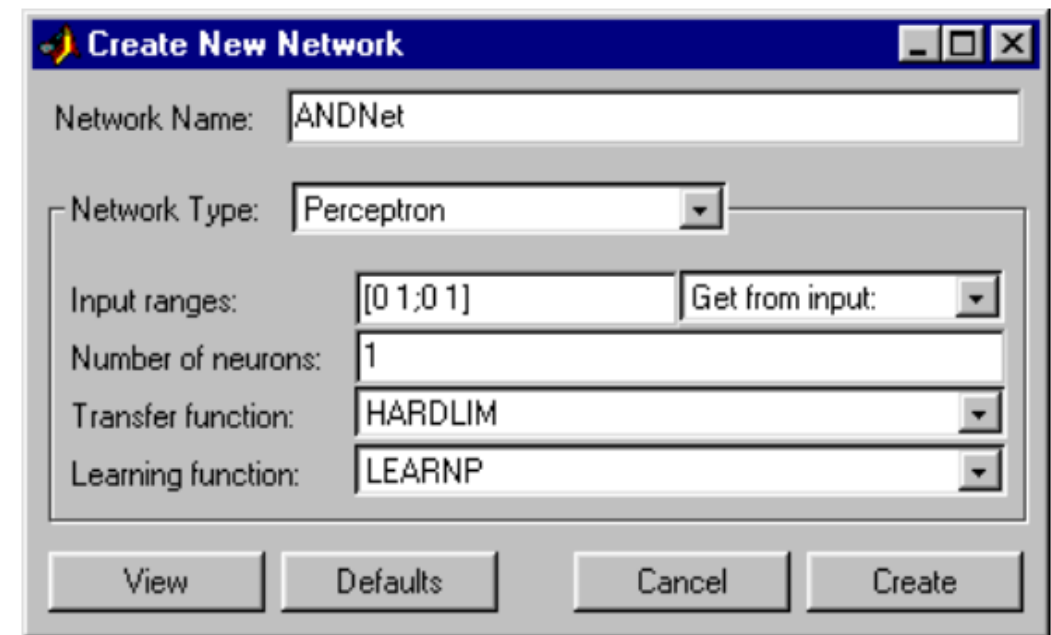 Create New Network
Network Name: ANDNet
Network Type: Perceptron
Input ranges: [0 1;0 1] Get from input:
Number of neurons: 1
Transfer function: HARDLIM
Learning function: LEARNP
View Defaults Cancel Create